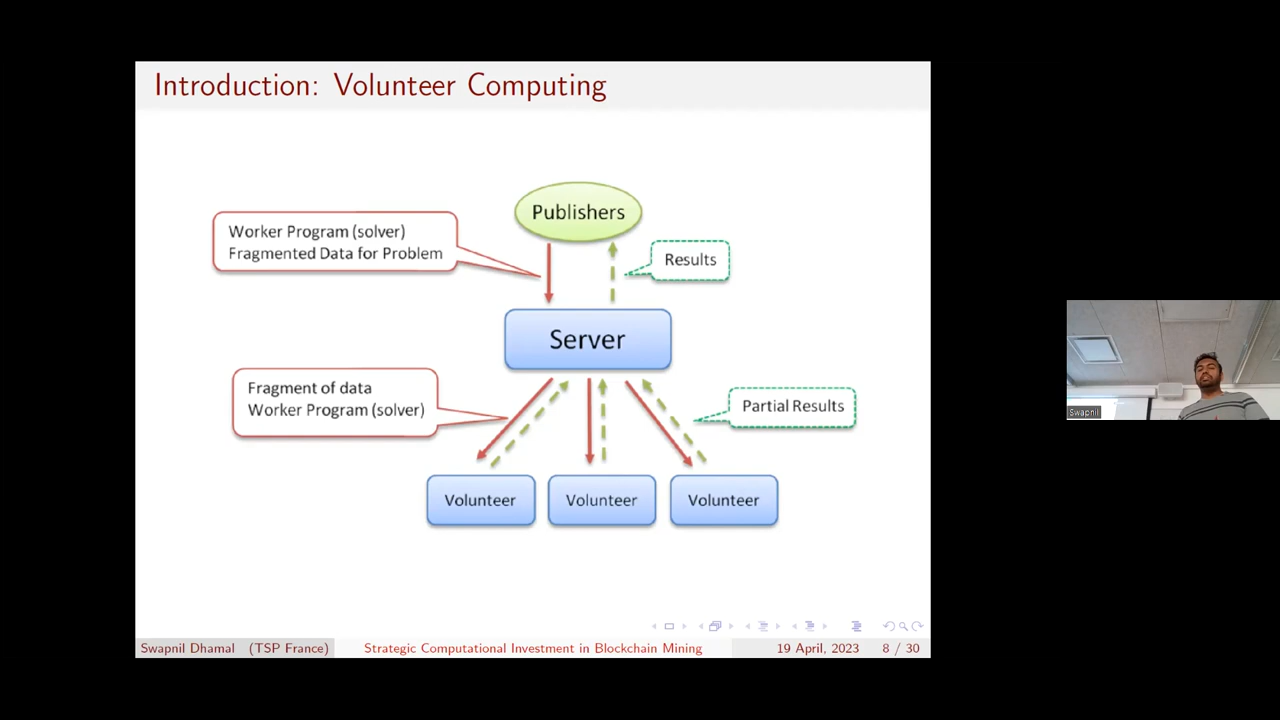 Introduction: Volunteer Computing
Publishers
Worker Program (solver)
Fragmented Data for Problem
Results
Server
Fragment of data
Worker Program (solver)
Partial Results
Volunteer
Volunteer
Volunteer
Swapnil
Swapnil Dhamal (TSP France)
Strategic Computational Investment in Blockchain Mining
19 April, 2023
8 / 30